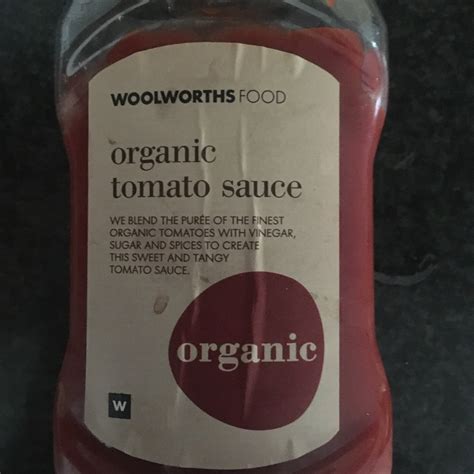 WOOLWORTHS FOOD
organic
tomato sauce
WE BLEND THE PURÉE OF THE FINEST
ORGANIC TOMATOES WITH VINEGAR,
SUGAR AND SPICES TO CREATE
THIS SWEET AND TANGY
TOMATO SAUCE.
organic
W